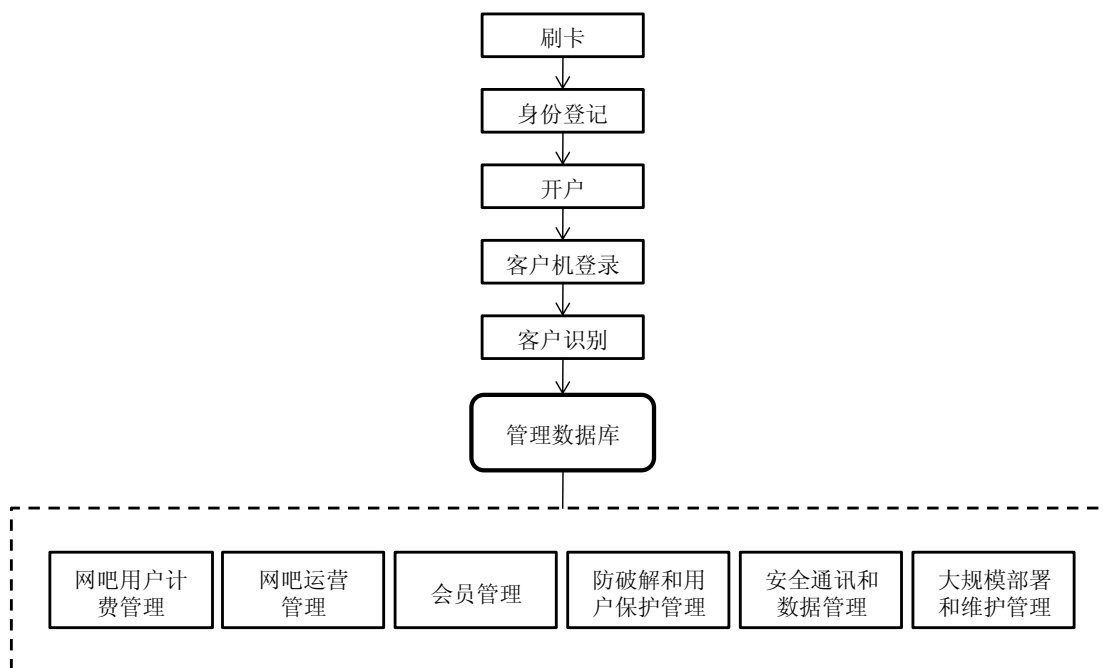 刷卡
身份登记
开户
客户机登录
客户识别
管理数据库
网吧用户计
费管理
网吧运营
管理
会员管理
防破解和用
户保护管理
安全通讯和
数据管理
大规模部署
和维护管理